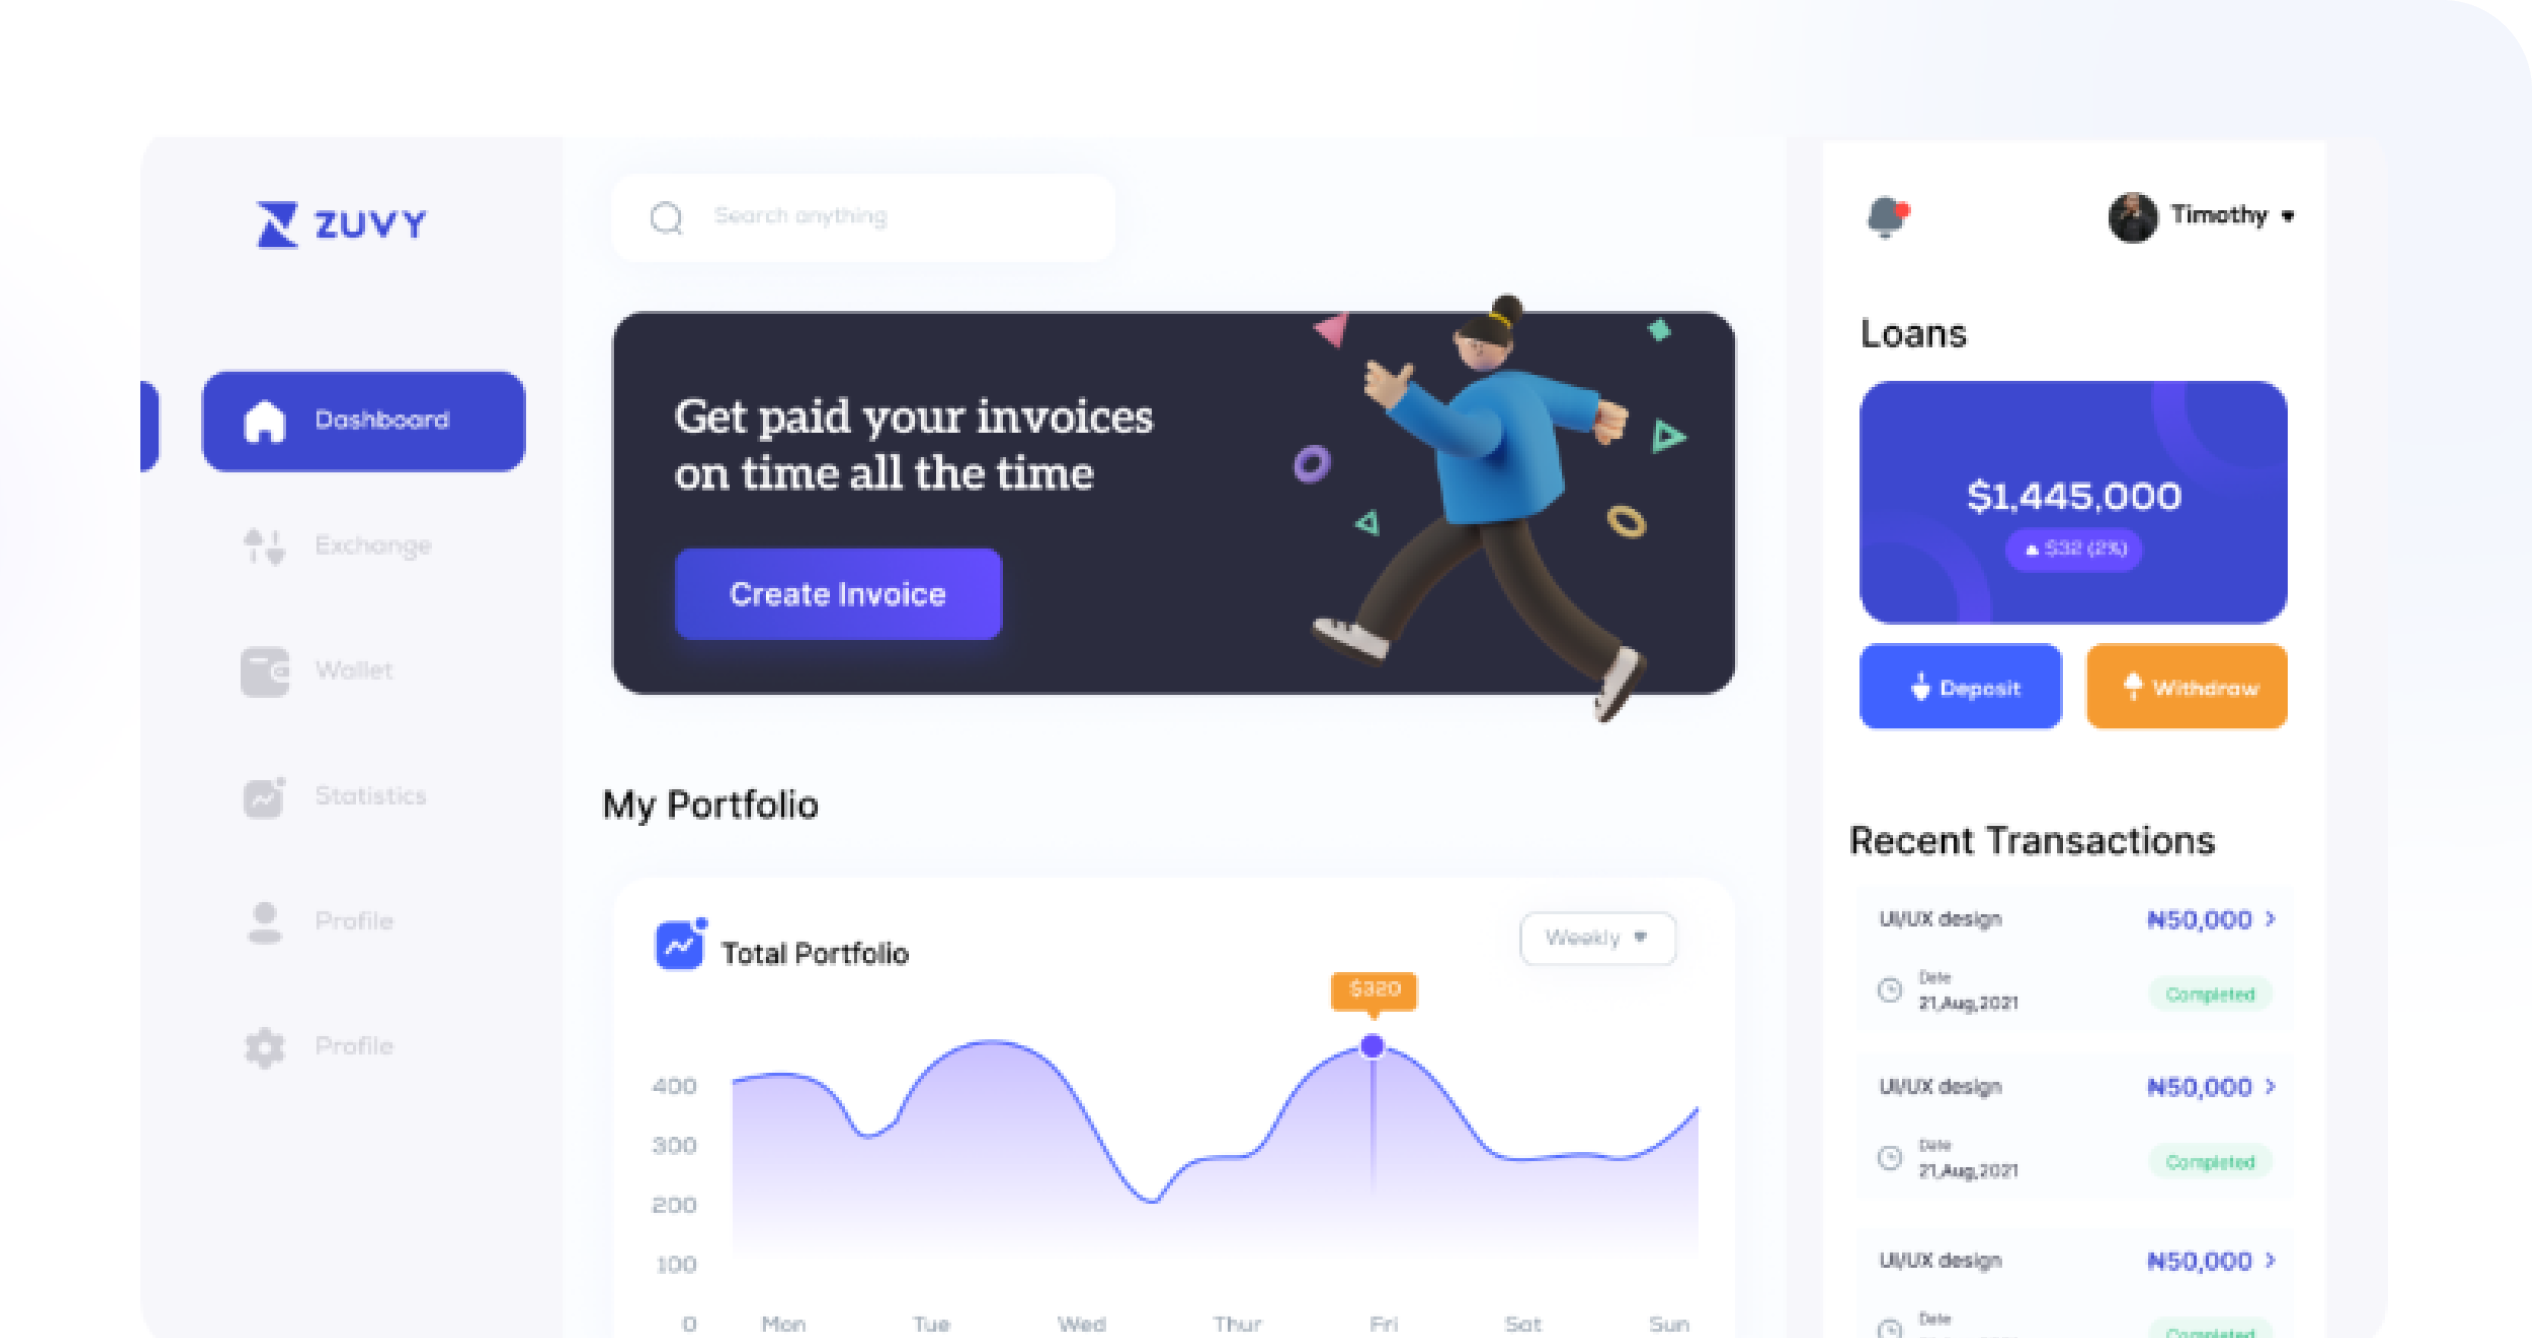 ZUVY
Dashboard
Exchange
Wallet
Statistics
Profile
Profile
Search anything
Get paid your invoices
on time all the time
Create Invoice
My Portfolio
Total Portfolio
Weekly
$320
400
300
200
100
0 Mon Tue Wed Thur Fri Sat Sun
Timothy
Loans
$1,445,000
$32 (2%)
Deposit Withdraw
Recent Transactions
UI/UX design ₦50,000 >
Date
21,Aug,2021
Completed
UI/UX design ₦50,000 >
Date
21,Aug,2021
Completed
UI/UX design ₦50,000 >
Date
Completed